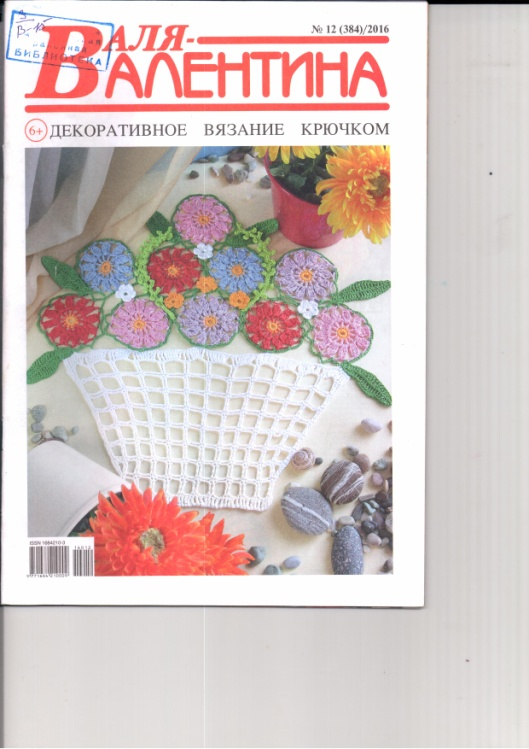 № 12 (384)/2016
ВАЛЯ-
ВАЛЕНТИНА
БИБЛИОТЕКА
6+ ДЕКОРАТИВНОЕ ВЯЗАНИЕ КРЮЧКОМ